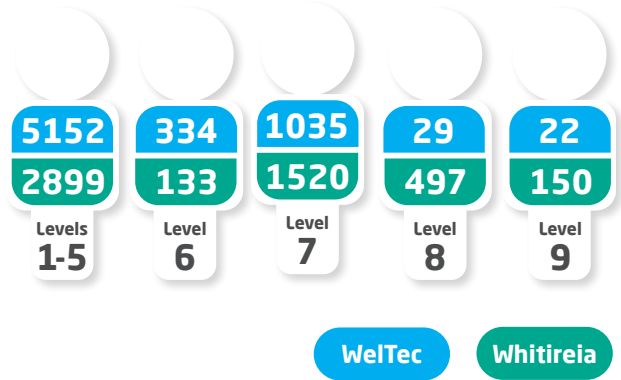 5152 334 1035 29 22
2899 133 1520 497 150
Levels Level Level Level Level
1-5 6 7 8 9
WelTec Whitireia